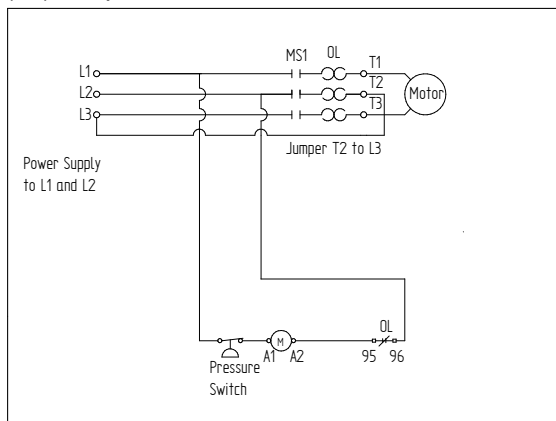 MS1 OL
T1
L1
L2
T2
Motor
L3
T3
Jumper T2 to L3
Power Supply
to L1 and L2
OL
M
A1 A2
95 96
Pressure
Switch